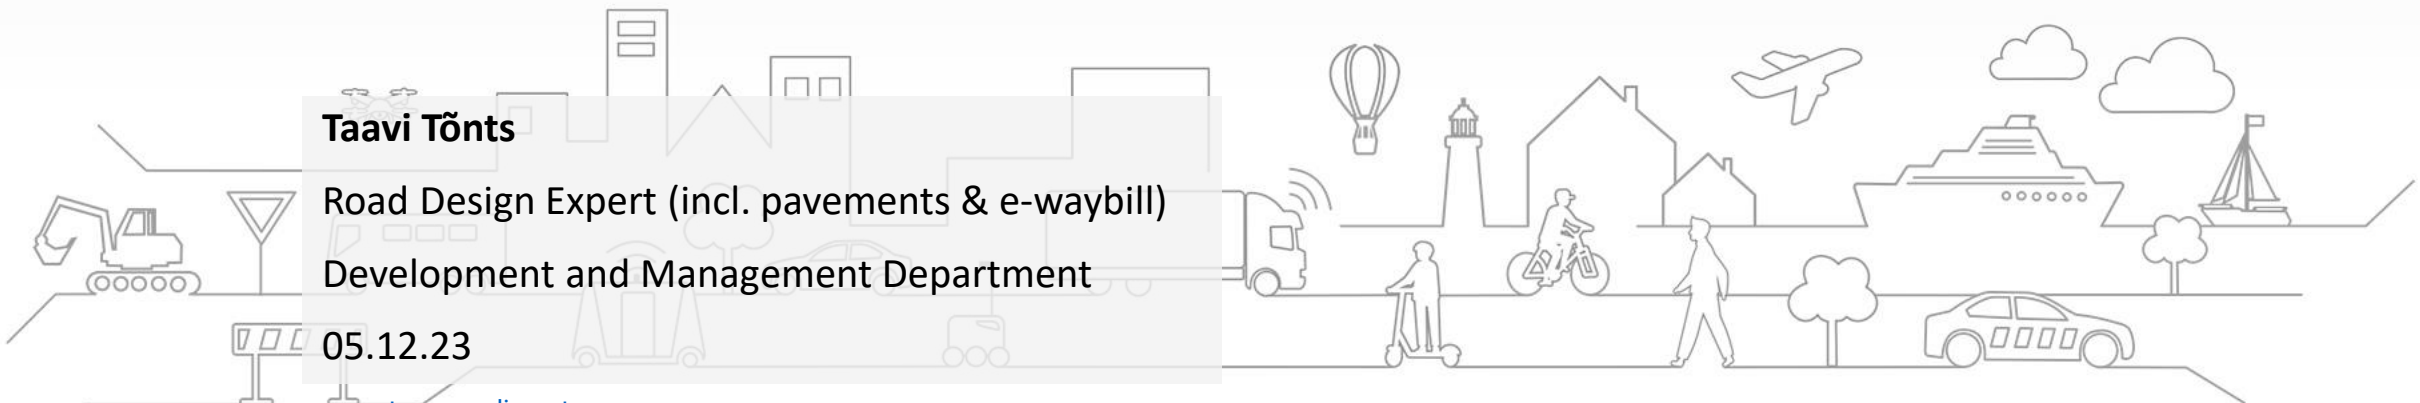 Taavi Tõnts
Road Design Expert (incl. pavements & e-waybill)
Development and Management Department
05.12.23